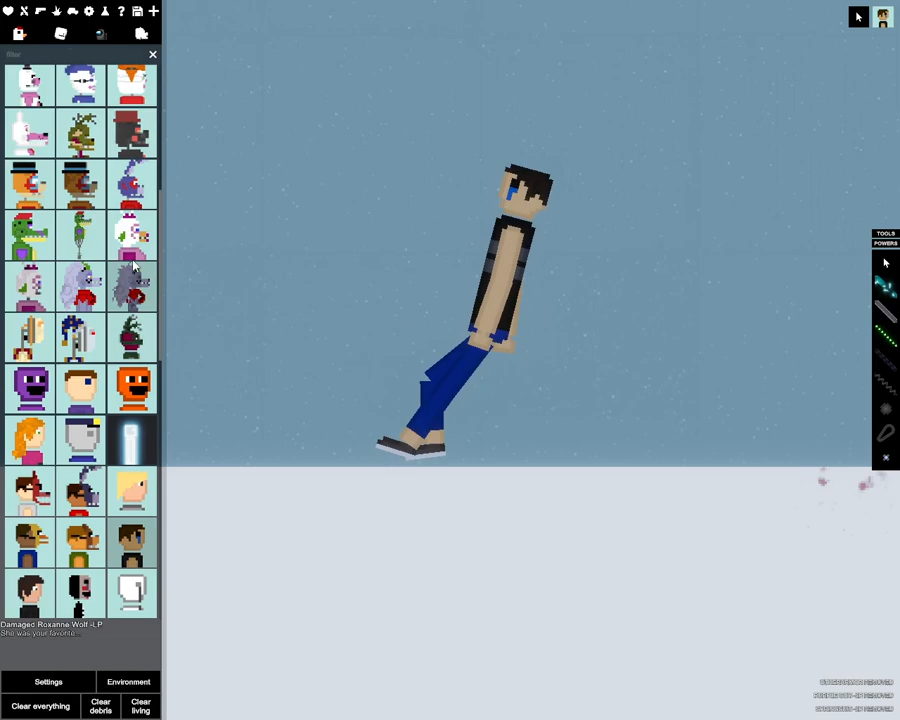 filter
TOOLS
POWERS
Damaged Roxanne Wolf -LP
She was your favorite...
Settings
Environment
Clear everything
Clear debris
Clear living